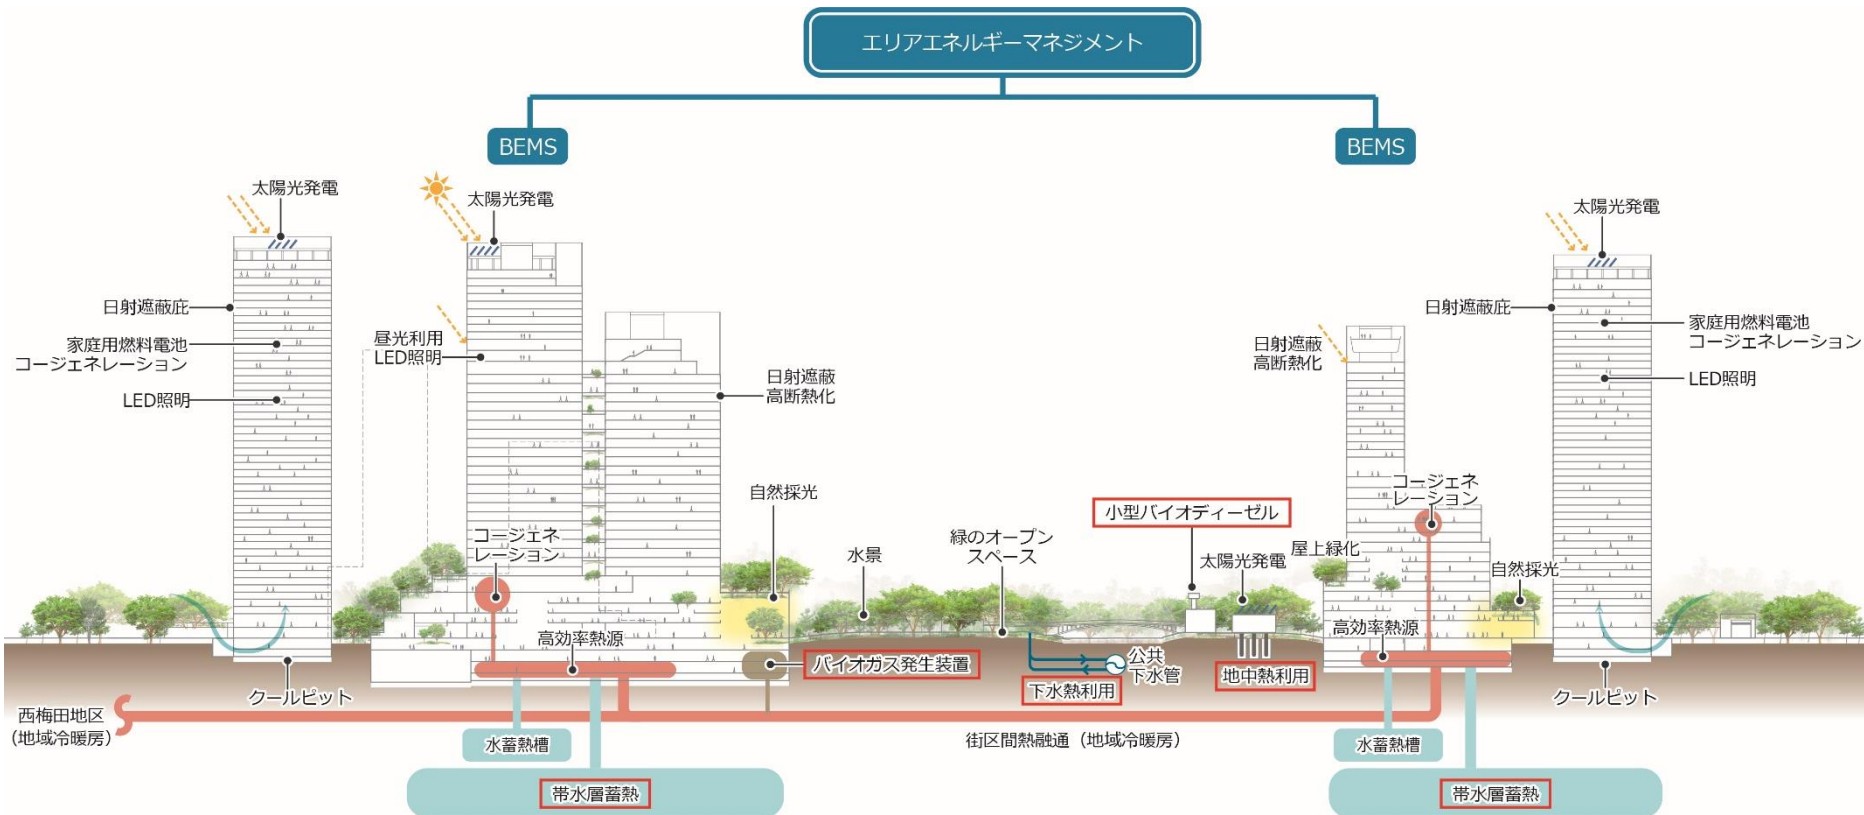 エリアエネルギーマネジメント
BEMS
BEMS
太陽光発電
太陽光発電
太陽光発電
日射遮蔽庇
家庭用燃料電池
コージェネレーション
LED照明
昼光利用
LED照明
日射遮蔽
高断熱化
日射遮蔽
高断熱化
日射遮蔽庇
家庭用燃料電池
コージェネレーション
LED照明
コージェネ
レーション
自然採光
水景
緑のオープン
スペース
小型バイオディーゼル
太陽光発電
屋上緑化
コージェネ
レーション
自然採光
高効率熱源
バイオガス発生装置
下水熱利用
公共
下水管
地中熱利用
高効率熱源
クールピット
クールピット
西梅田地区
(地域冷暖房)
水蓄熱槽
街区間熱融通(地域冷暖房)
水蓄熱槽
帯水層蓄熱
帯水層蓄熱